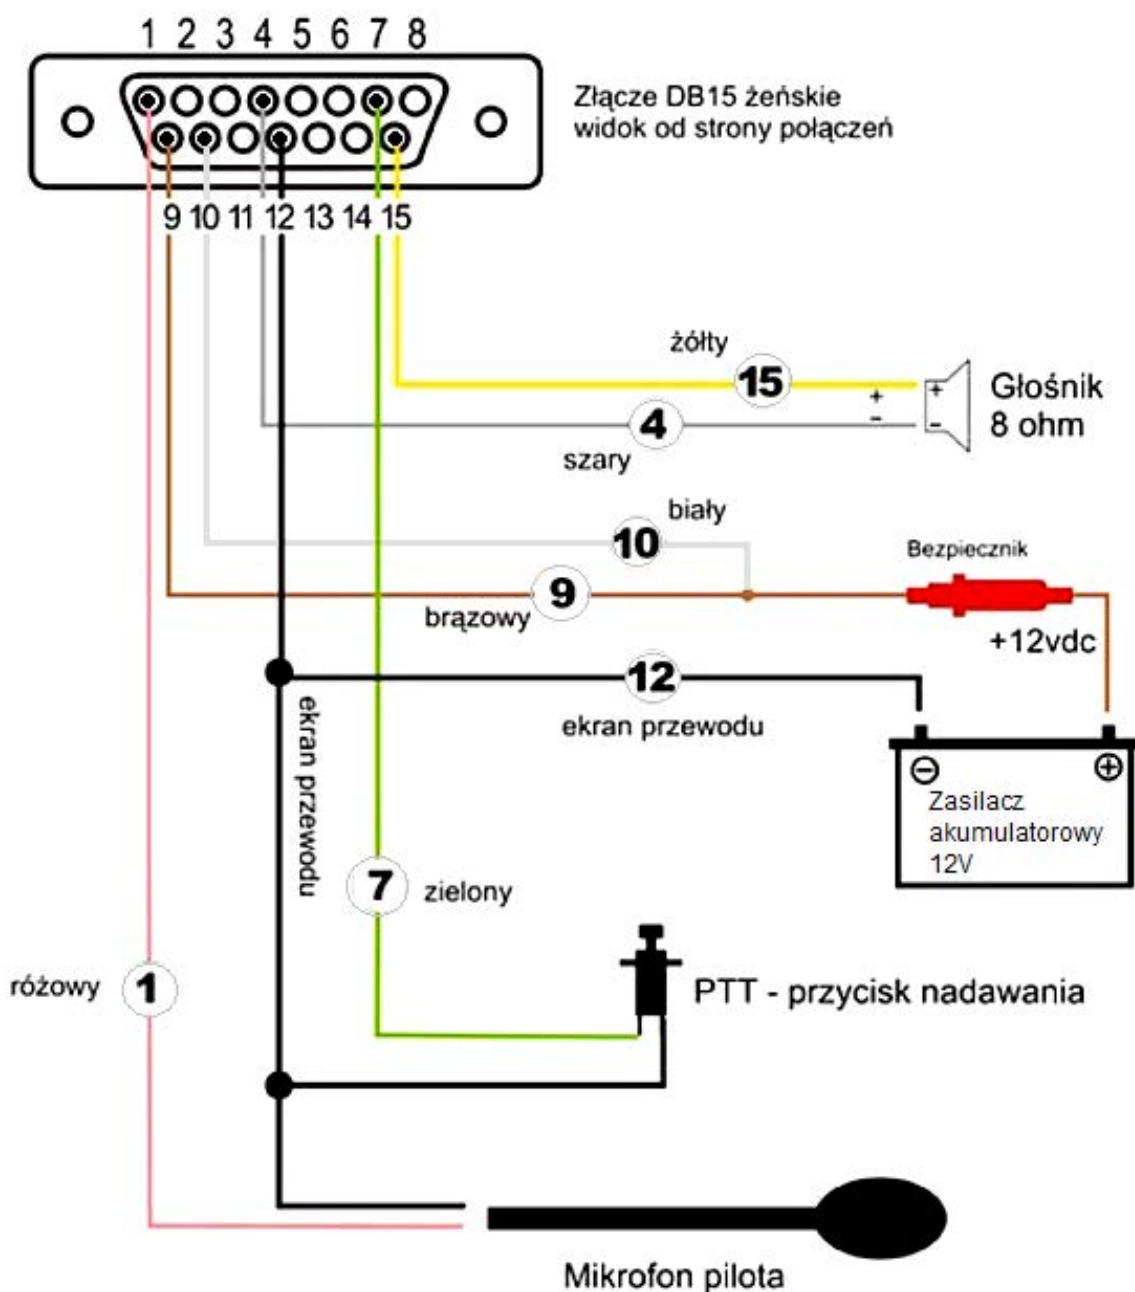 1 2 3 4 5 6 7 8
Złącze DB15 żeńskie
widok od strony połączeń
9 10 11 12 13 14 15
żółty
15
+
-
+
-
Głośnik
8 ohm
4
szary
biały
10
Bezpiecznik
9
brązowy
+12vdc
12
ekran przewodu
ekran przewodu
Zasilacz
akumulatorowy
12V
7 zielony
różowy 1
PTT - przycisk nadawania
Mikrofon pilota